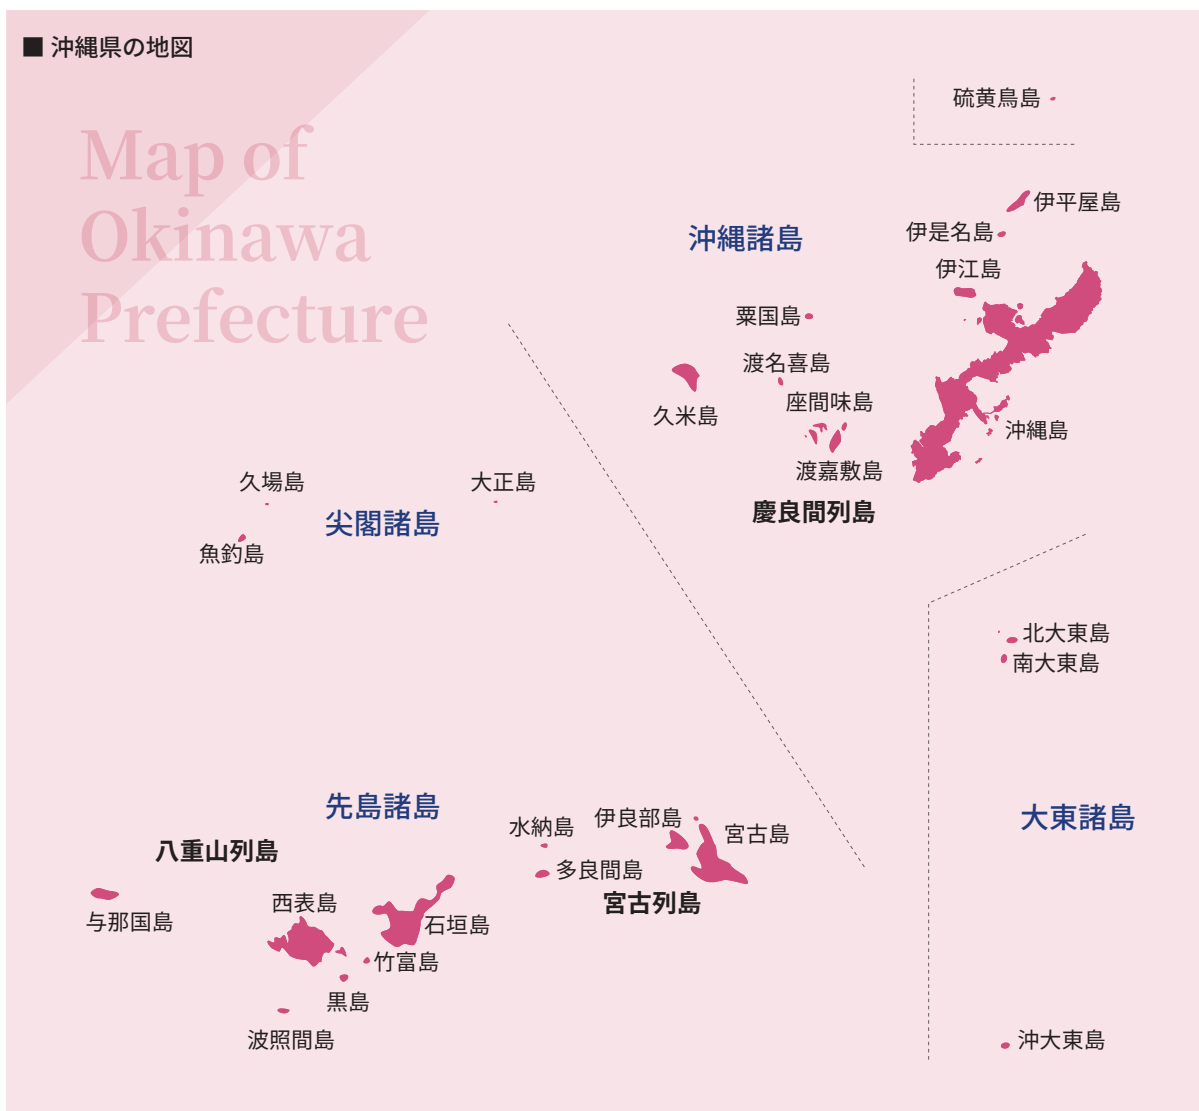 ■ 沖縄県の地図
Map of
Okinawa
Prefecture
硫黄鳥島
伊平屋島
伊是名島
沖縄諸島
伊江島
粟国島
渡名喜島
座間味島
久米島
沖縄島
渡嘉敷島
慶良間列島
久場島
大正島
尖閣諸島
魚釣島
北大東島
南大東島
大東諸島
先島諸島
水納島
伊良部島
宮古島
八重山列島
多良間島
宮古列島
与那国島
西表島
石垣島
竹富島
黒島
波照間島
沖大東島